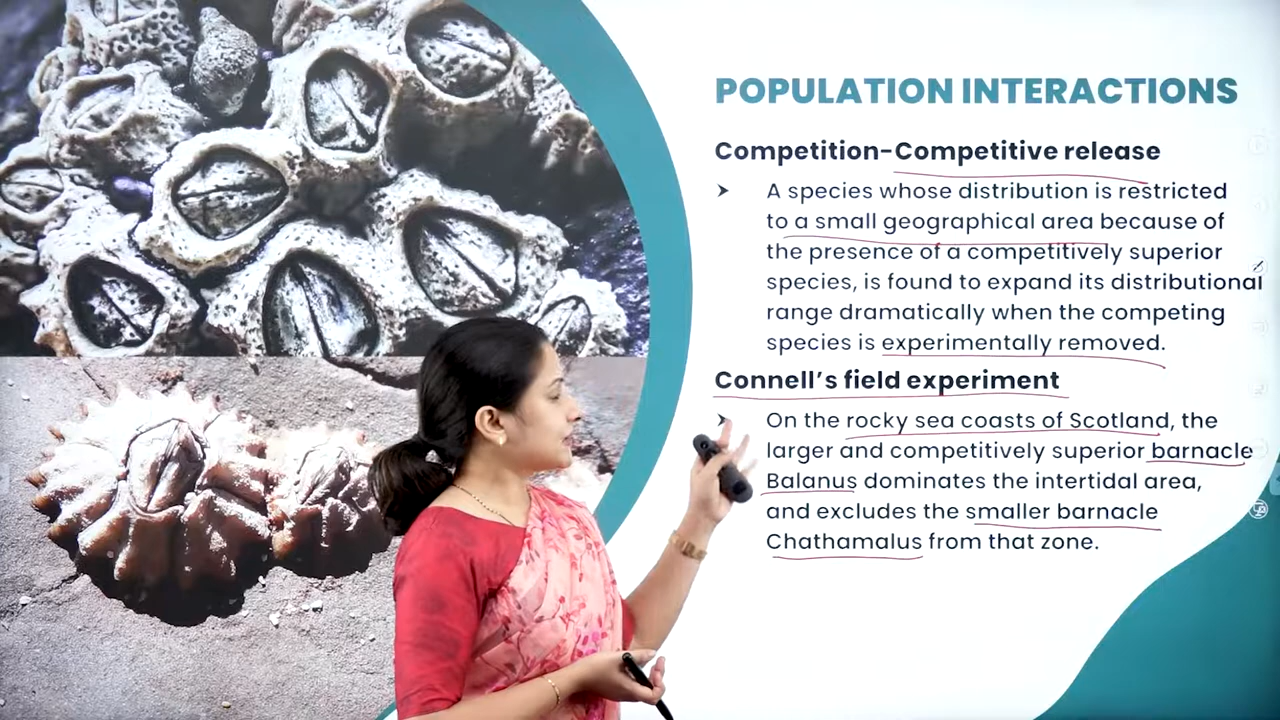 POPULATION INTERACTIONS
Competition-Competitive release
A species whose distribution is restricted
to a small geographical area because of
the presence of a competitively superior
species, is found to expand its distributional
range dramatically when the competing
species is experimentally removed.
Connell's field experiment
On the rocky sea coasts of Scotland, the
larger and competitively superior barnacle
Balanus dominates the intertidal area,
and excludes the smaller barnacle
Chathamalus from that zone.